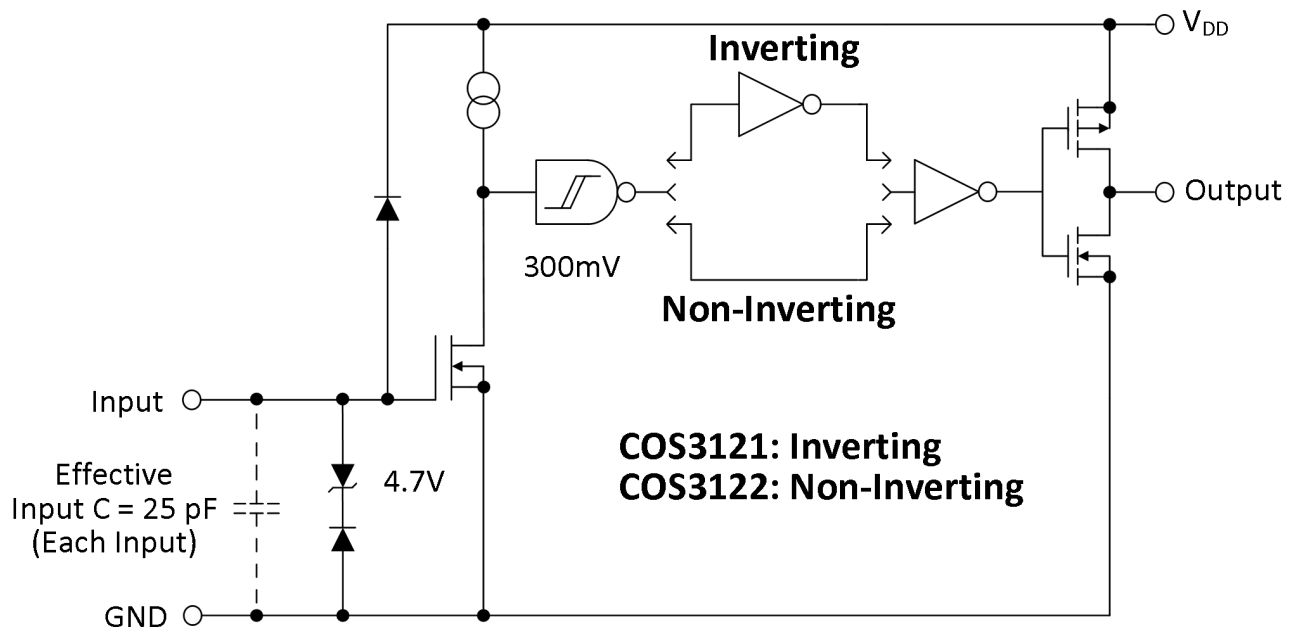 V_DD
Inverting
Output
300mV
Non-Inverting
Input
COS3121: Inverting
COS3122: Non-Inverting
4.7V
Effective
Input C = 25 pF
(Each Input)
GND